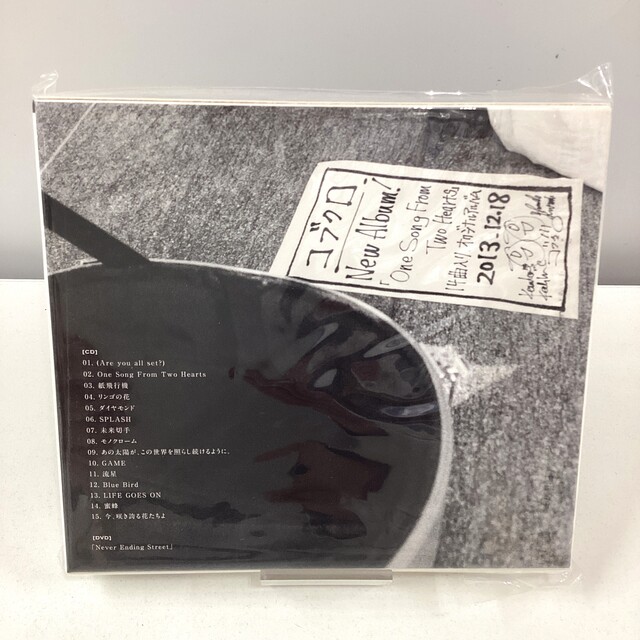 コブクロ
New Album!
「One Song From
Two Hearts」
14曲入り オリジナルアルバム
2013.12.18
[CD]
01. (Are you all set?)
02. One Song From Two Hearts
03. 紙飛行機
04. リンゴの花
05. ダイヤモンド
06. SPLASH
07. 未来切手
08. モノクローム
09. あの太陽が、この世界を照らし続けるように。
10. GAME
11. 流星
12. Blue Bird
13. LIFE GOES ON
14. 蜜蜂
15. 今、咲き誇る花たちよ
[DVD]
「Never Ending Street」